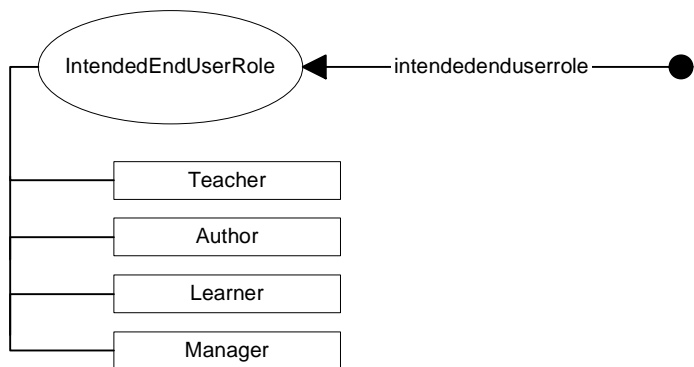 IntendedEndUserRole
intendedenduserrole
Teacher
Author
Learner
Manager